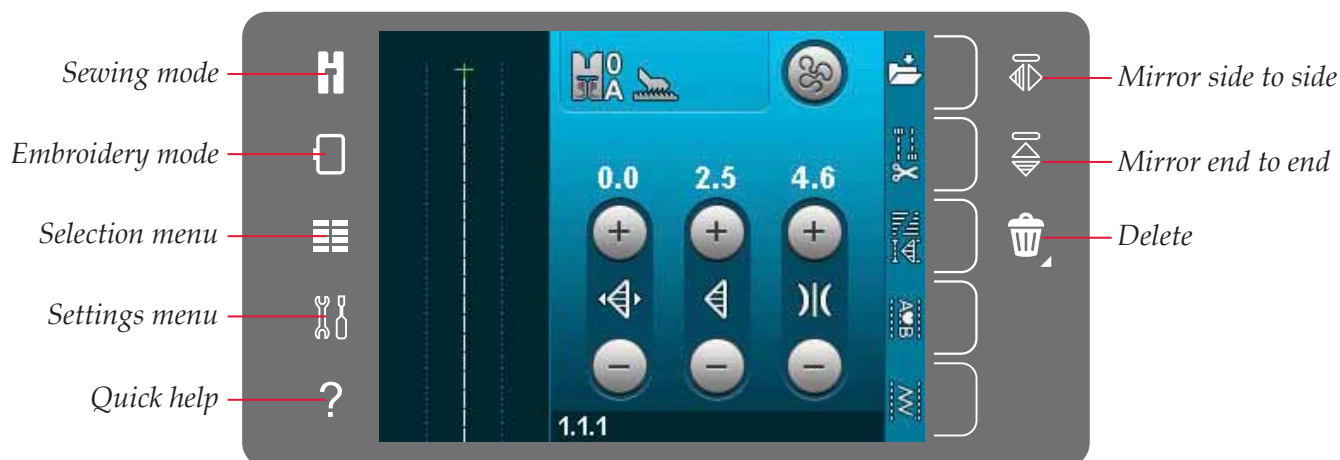 Sewing mode
Embroidery mode
Selection menu
Settings menu
Quick help
0
A
0.0 2.5 4.6
1.1.1
A♥B
Mirror side to side
Mirror end to end
Delete